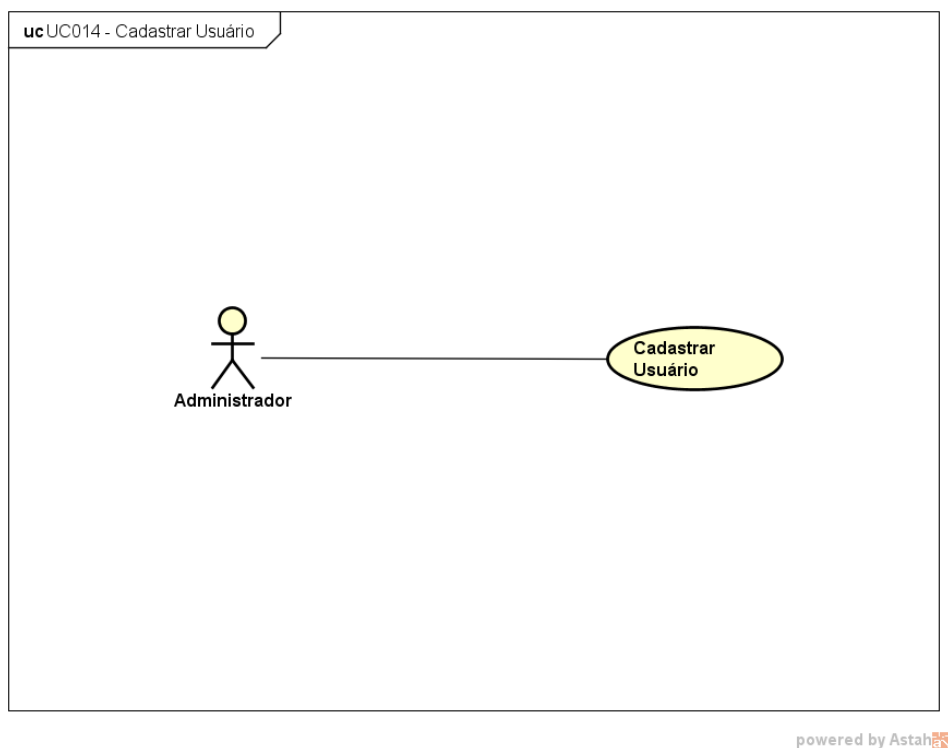 uc UC014 - Cadastrar Usuário
Cadastrar
Usuário
Administrador
powered by Astah